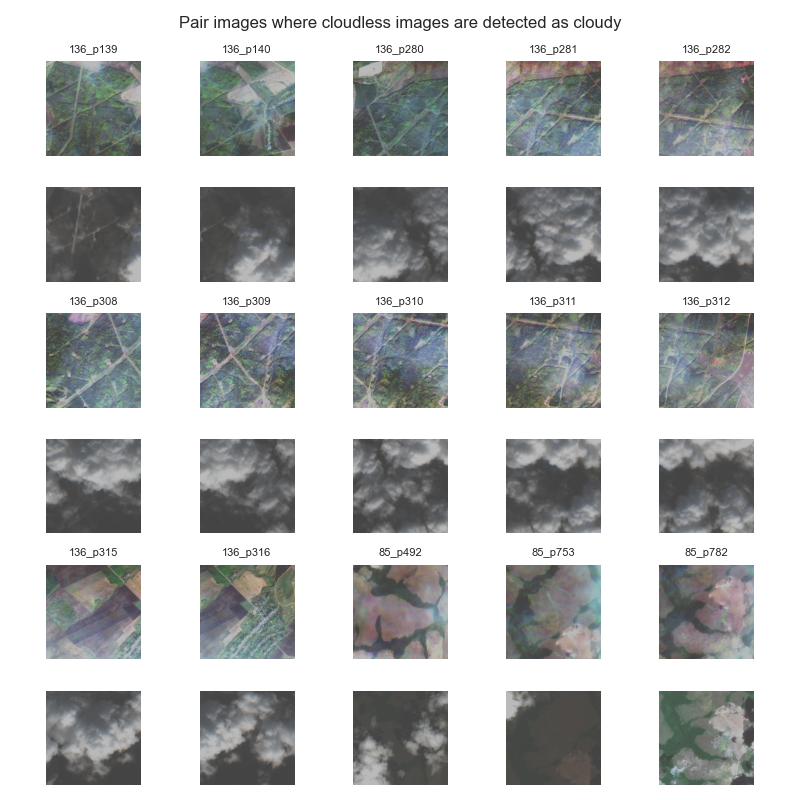 Pair images where cloudless images are detected as cloudy
136_p139 136_p140 136_p280 136_p281 136_p282
136_p308 136_p309 136_p310 136_p311 136_p312
136_p315 136_p316 85_p492 85_p753 85_p782